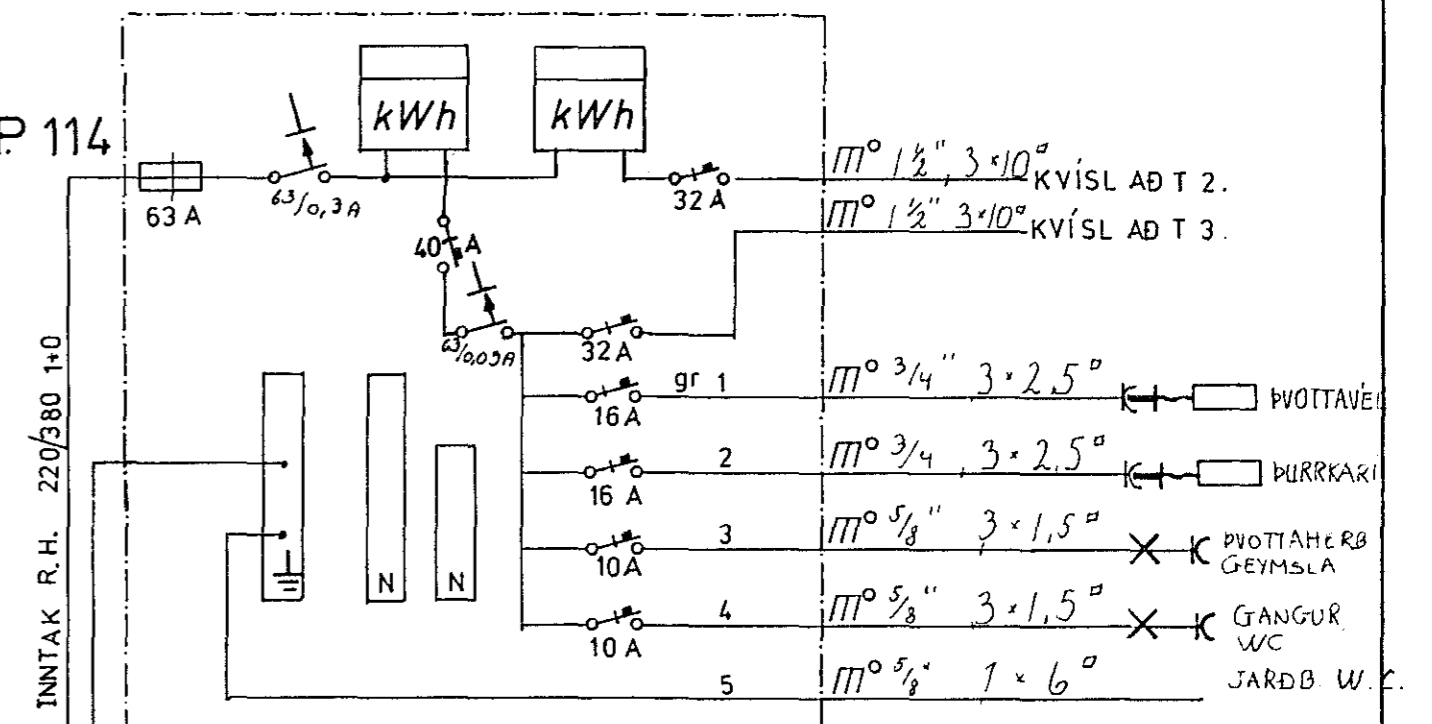 P. 114
kWh
kWh
63 A
63/0,3 A
32 A
m° 1½", 3×10▫
KVÍSL AÐ T 2.
m° 1½" 3×10▫
KVÍSL AÐ T 3.
40 A
63/0,03A
32 A
gr 1
16 A
m° 3/4" 3×2,5▫
ÞVOTTAVÉL
2
16 A
m° 3/4 , 3×2,5▫
ÞURRKARI
3
10A
m° 5/8" 3×1,5▫
ÞVOTTAHERB
GEYMSLA
4
10 A
m° 5/8" 3×1,5▫
GANGUR
WC
5
m° 5/8" 1×6▫
JARÐB. W.C.
N
N
INNTAK R.H. 220/380 1+0